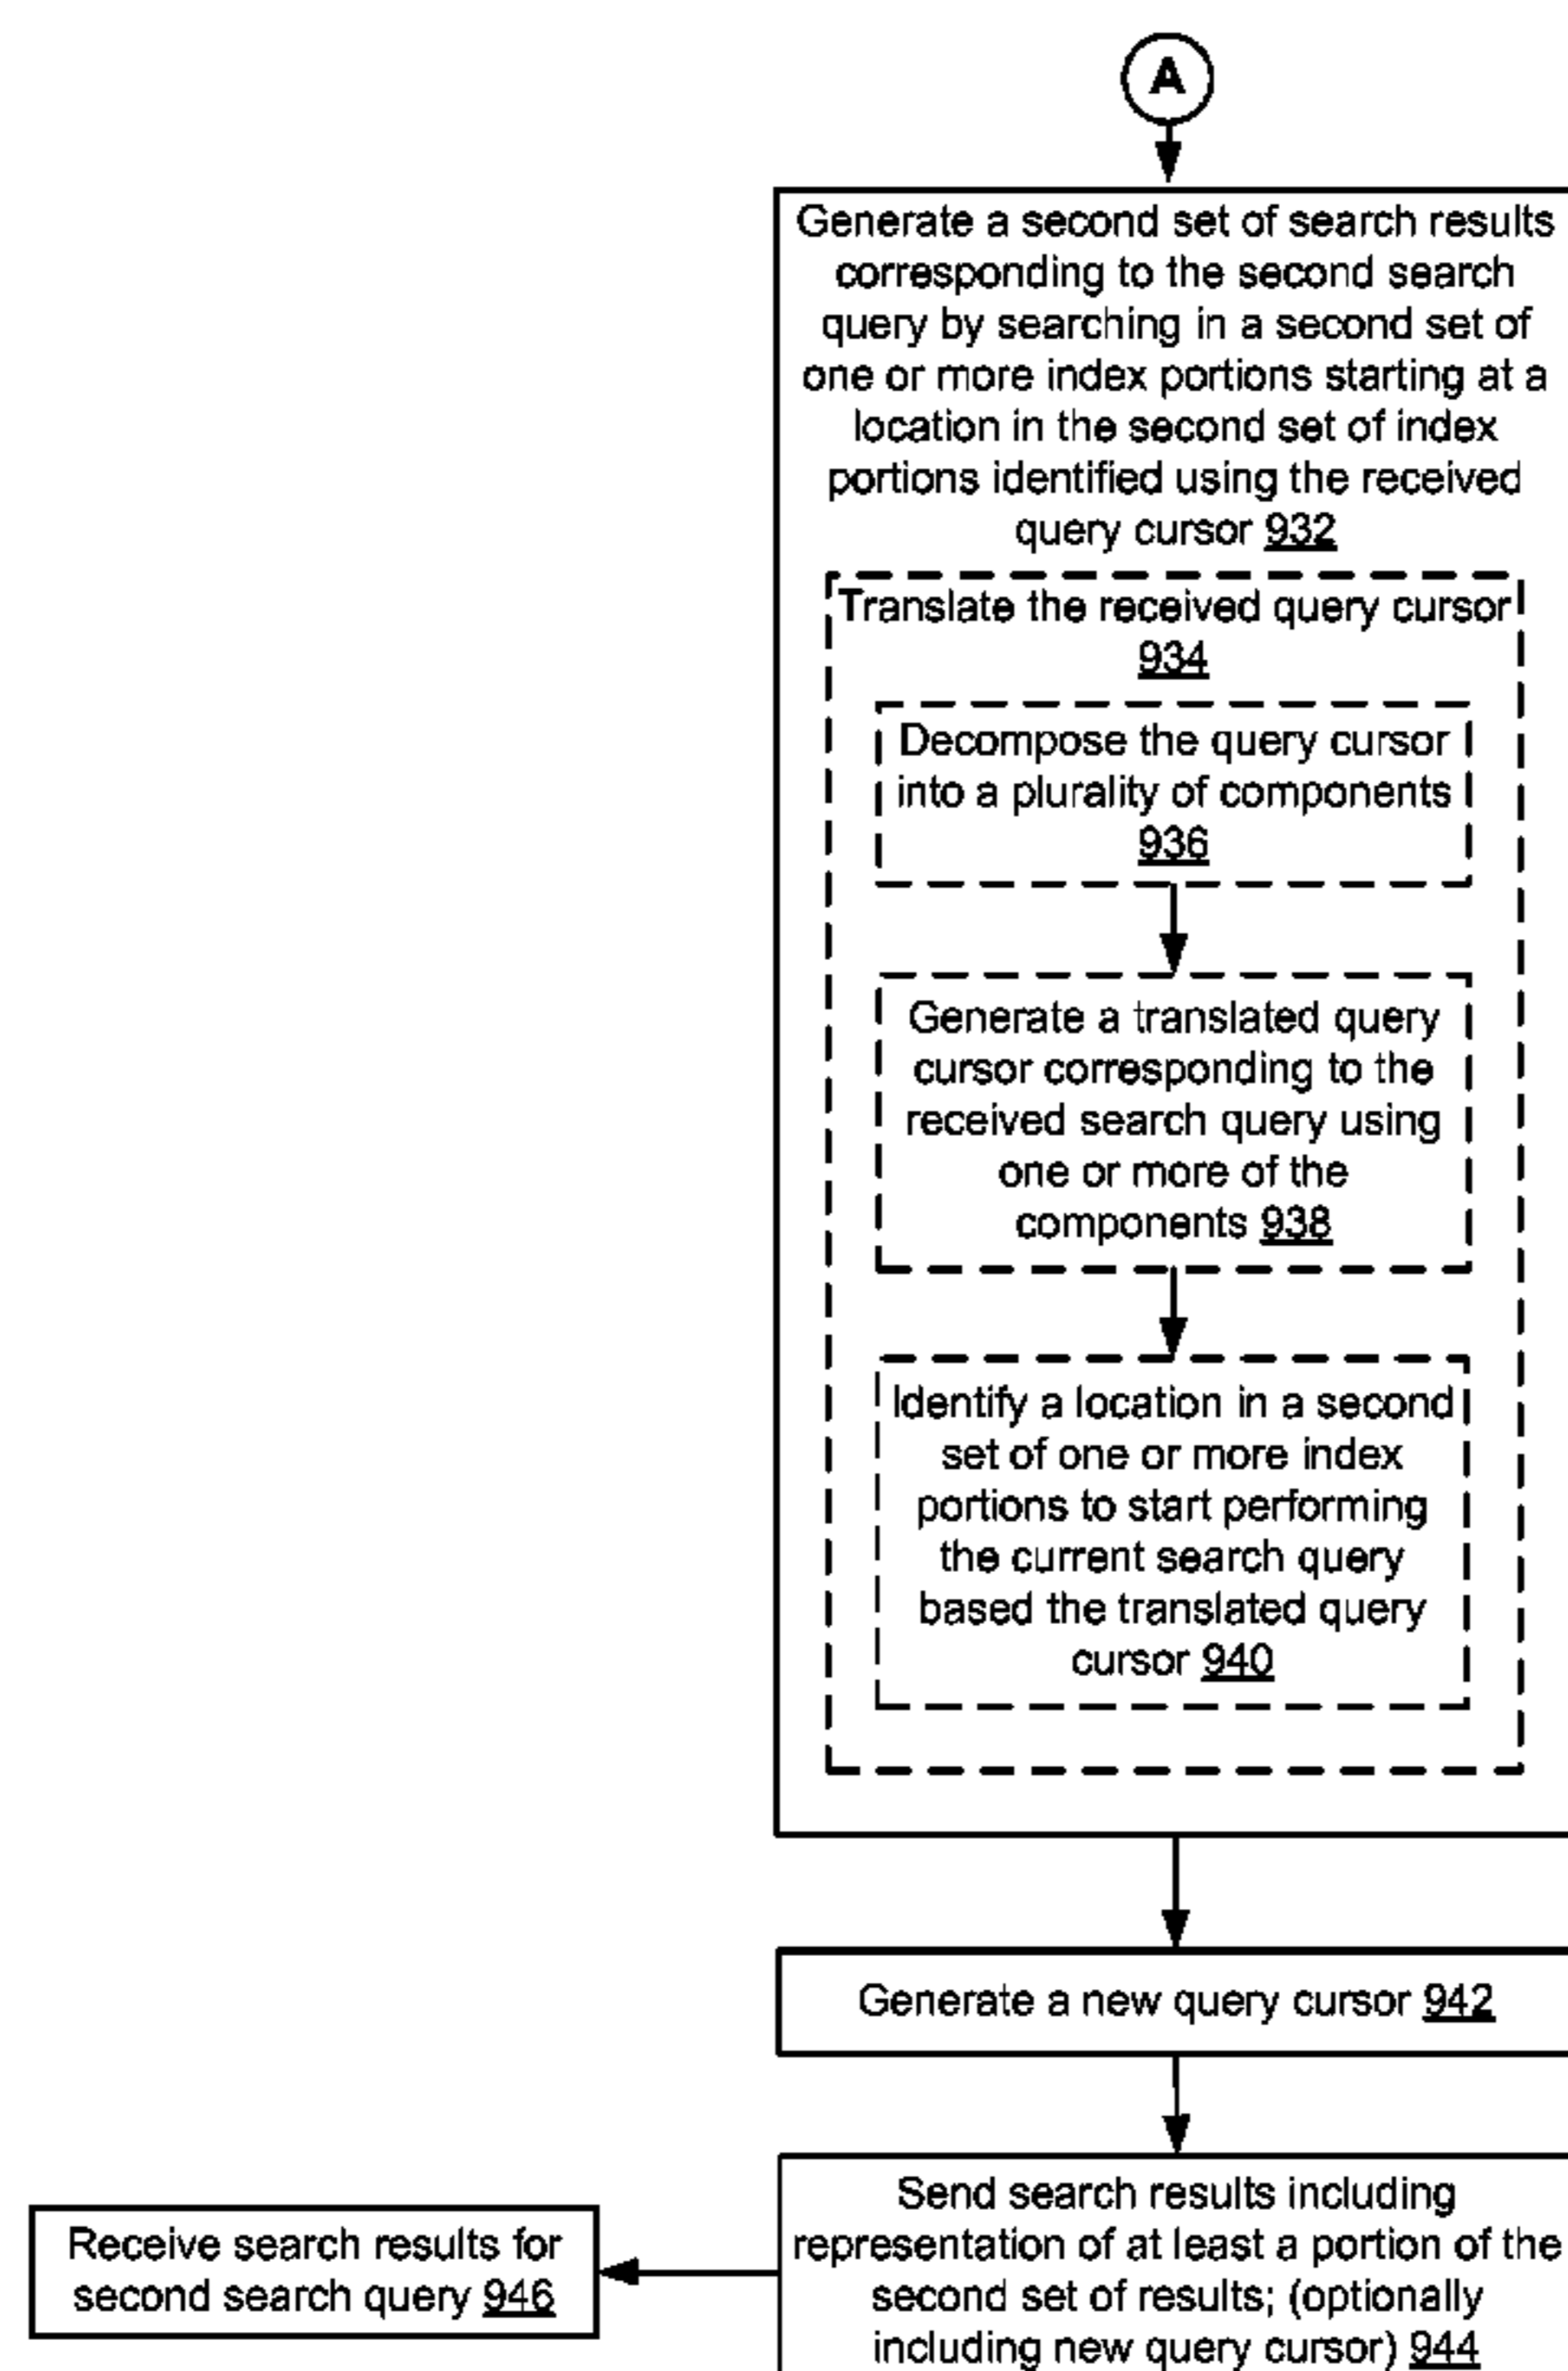 A
Generate a second set of search results
corresponding to the second search
query by searching in a second set of
one or more index portions starting at a
location in the second set of index
portions identified using the received
query cursor 932
Translate the received query cursor
934
Decompose the query cursor
into a plurality of components
936
Generate a translated query
cursor corresponding to the
received search query using
one or more of the
components 938
Identify a location in a second
set of one or more index
portions to start performing
the current search query
based the translated query
cursor 940
Generate a new query cursor 942
Send search results including
representation of at least a portion of the
second set of results; (optionally
including new query cursor) 944
Receive search results for
second search query 946